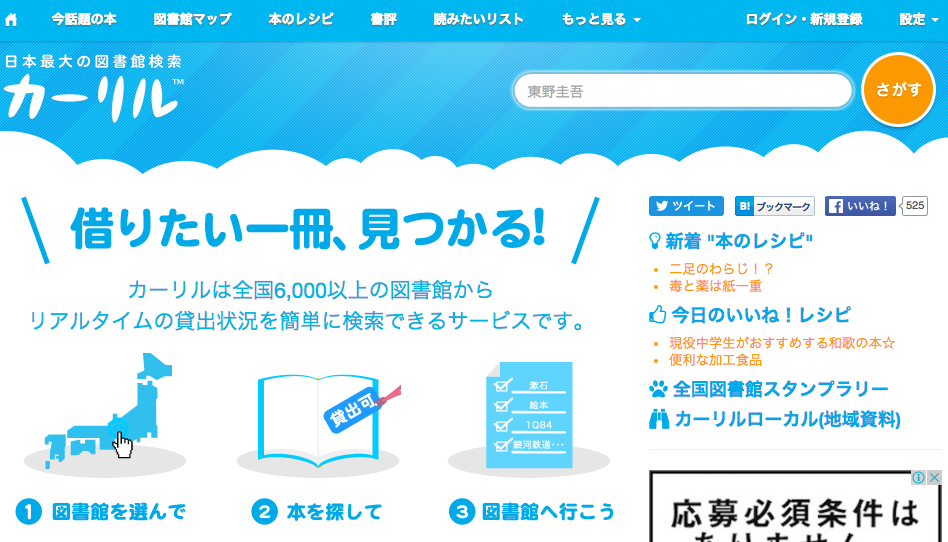 今話題の本 図書館マップ 本のレシピ 書評 読みたいリスト もっと見る ログイン・新規登録 設定
日本最大の図書館検索
カーリル™
東野圭吾
さがす
借りたい一冊、見つかる!
カーリルは全国6,000以上の図書館から
リアルタイムの貸出状況を簡単に検索できるサービスです。
貸出可
漱石
絵本
1Q84
銀河鉄道・・・
1 図書館を選んで
2 本を探して
3 図書館へ行こう
ツイート B! ブックマーク いいね! 525
新着 "本のレシピ"
二足のわらじ！？
毒と薬は紙一重
今日のいいね！レシピ
現役中学生がおすすめする和歌の本☆
便利な加工食品
全国図書館スタンプラリー
カーリルローカル(地域資料)
応募必須条件は
ありません